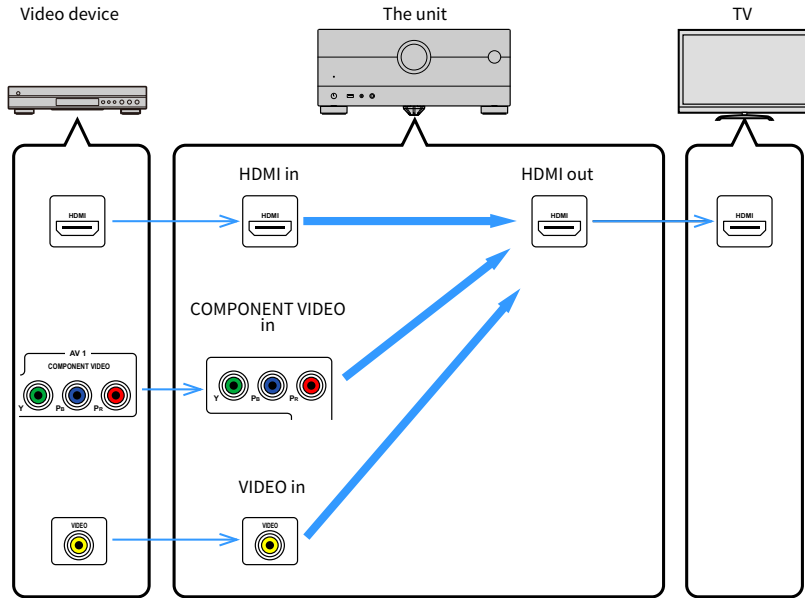 Video device
The unit
TV
HDMI in
HDMI out
HDMI
HDMI
HDMI
HDMI
COMPONENT VIDEO
in
AV 1
COMPONENT VIDEO
Y PB PR
Y PB PR
VIDEO in
VIDEO
VIDEO